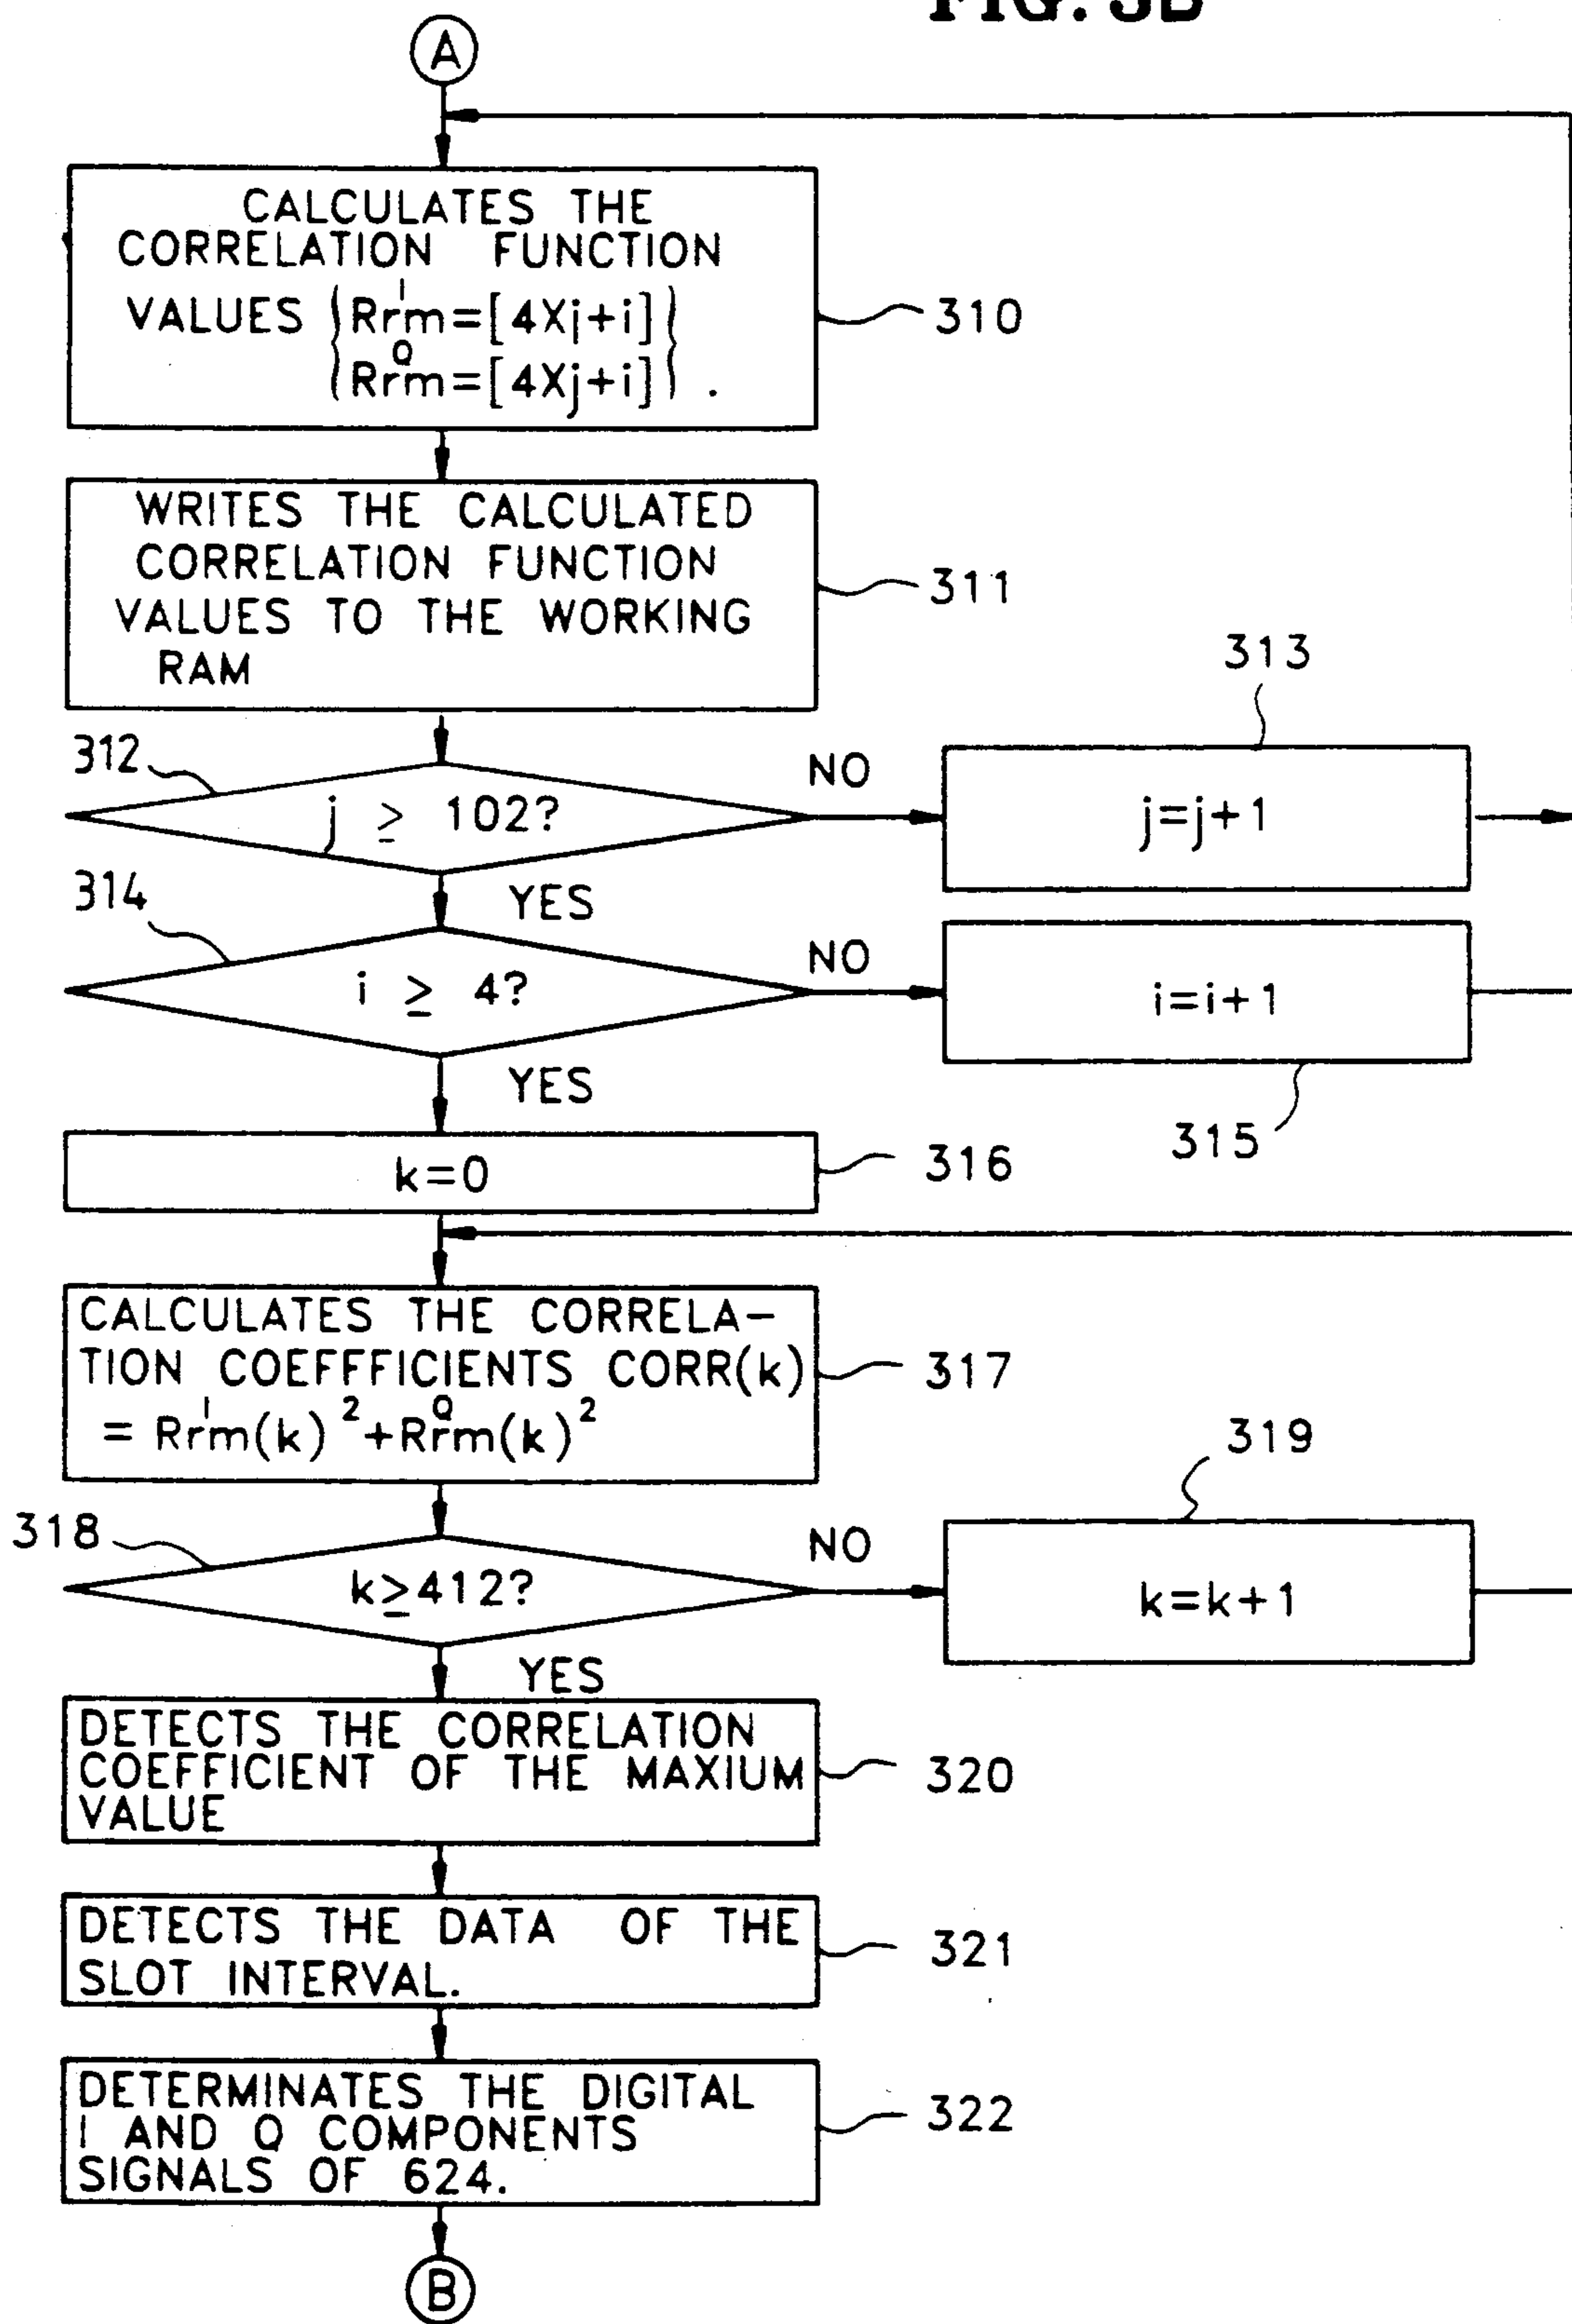 FIG. 3B
A
CALCULATES THE
CORRELATION FUNCTION
VALUES { Rr^I m=[4Xj+i] }
{ Rr^Q m=[4Xj+i] } .
310
WRITES THE CALCULATED
CORRELATION FUNCTION
VALUES TO THE WORKING
RAM
311
312
j ≥ 102?
NO
313
j=j+1
YES
314
i ≥ 4?
NO
i=i+1
315
YES
k=0
316
CALCULATES THE CORRELA-
TION COEFFFICIENTS CORR(k)
= Rr^I m(k)²+Rr^Q m(k)²
317
318
k≥412?
NO
319
k=k+1
YES
DETECTS THE CORRELATION
COEFFICIENT OF THE MAXIUM
VALUE
320
DETECTS THE DATA OF THE
SLOT INTERVAL.
321
DETERMINATES THE DIGITAL
I AND Q COMPONENTS
SIGNALS OF 624.
322
B